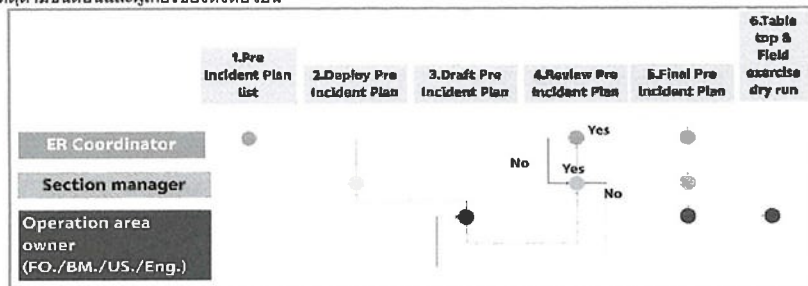 1.Pre
Incident Plan
list
2.Deploy Pre
Incident Plan
3.Draft Pre
Incident Plan
4.Review Pre
Incident Plan
5.Final Pre
Incident Plan
6.Table
top &
Field
exercise
dry run
ER Coordinator
Yes
No
Yes
Section manager
No
Operation area
owner
(FO./BM./US./Eng.)